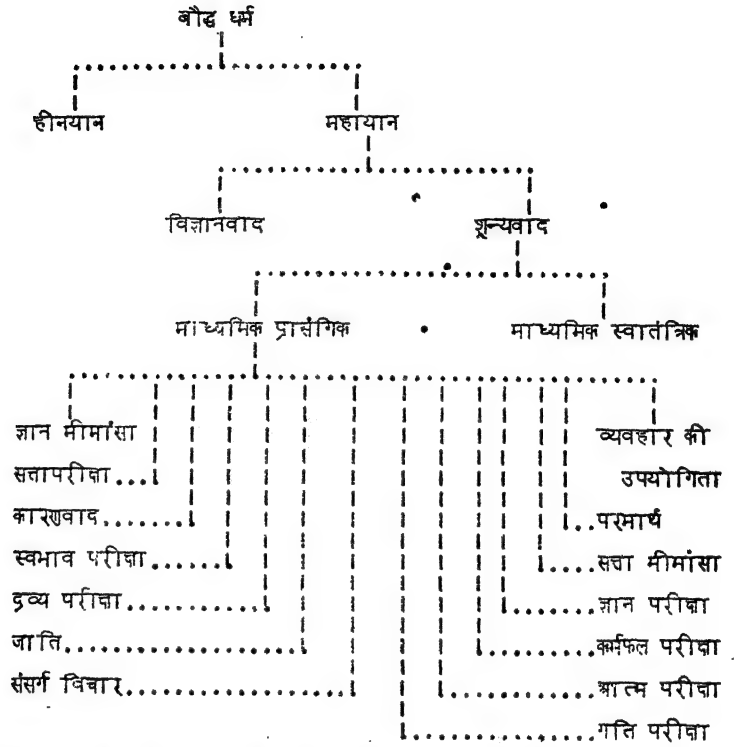 बौद्ध धर्म
हीनयान महायान
विज्ञानवाद शून्यवाद
माध्यमिक प्रासंगिक माध्यमिक स्वातंत्रिक
ज्ञान मीमांसा व्यवहार की
सत्तापरीक्षा.... उपयोगिता
कारणवाद........ ..परमार्थ
स्वभाव परीक्षा....... .....सत्ता मीमांसा
द्रव्य परीक्षा............ ........ज्ञान परीक्षा
जाति................. ..........कर्मफल परीक्षा
संसर्ग विचार.............. .............आत्म परीक्षा
................गति परीक्षा